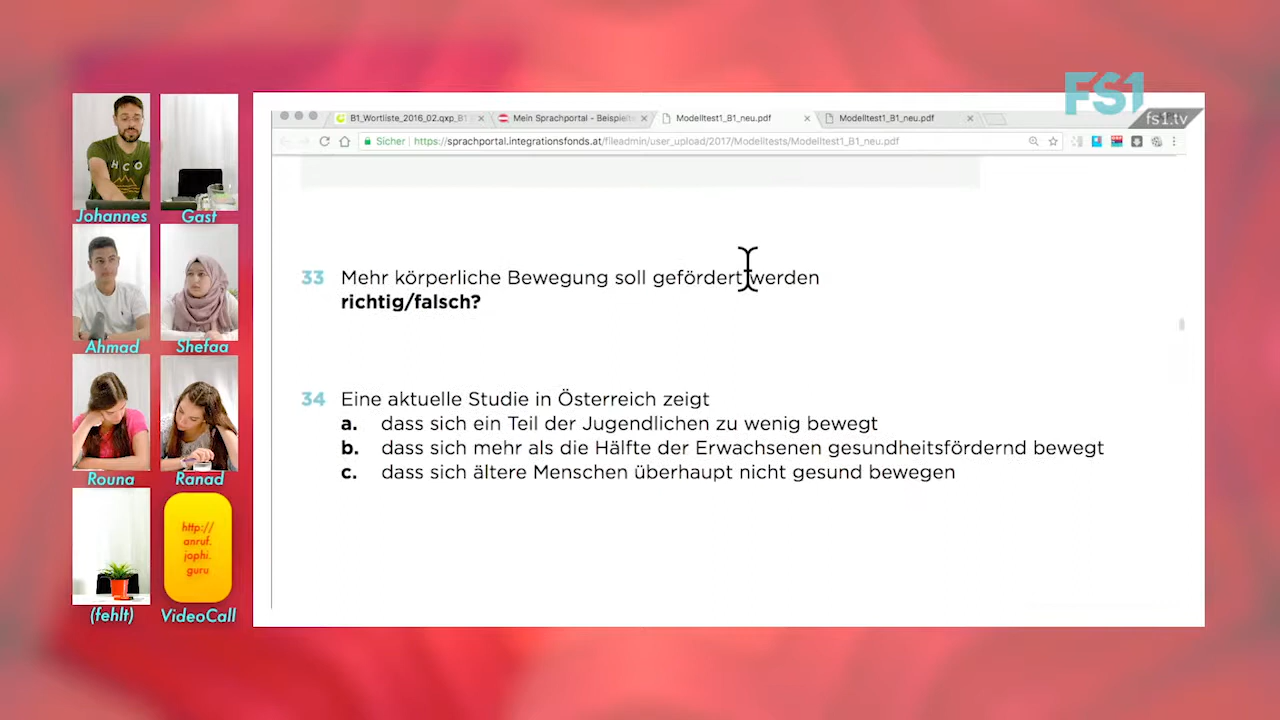 FS1
fs1.tv
B1_Wortliste_2016_02.qxp_B1
Mein Sprachportal - Beispiele
Modelltest1_B1_neu.pdf
Modelltest1_B1_neu.pdf
Sicher
https://sprachportal.integrationsfonds.at/fileadmin/user_upload/2017/Modelltests/Modelltest1_B1_neu.pdf
HCO
Johannes
Gast
Ahmad
Shefaa
Rouna
Ranad
(fehlt)
http://
anruf.
jophi.
guru
VideoCall
33 Mehr körperliche Bewegung soll gefördert werden
richtig/falsch?
34 Eine aktuelle Studie in Österreich zeigt
a. dass sich ein Teil der Jugendlichen zu wenig bewegt
b. dass sich mehr als die Hälfte der Erwachsenen gesundheitsfördernd bewegt
c. dass sich ältere Menschen überhaupt nicht gesund bewegen